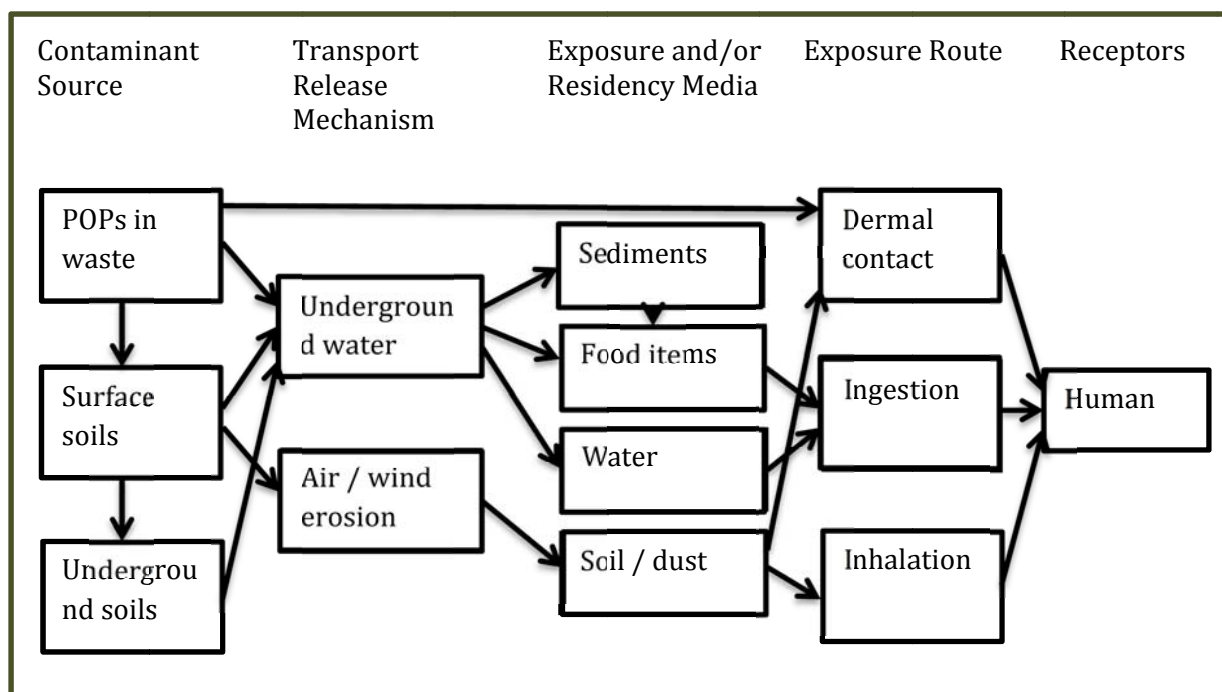 Contaminant
Source
Transport
Release
Mechanism
Exposure and/or
Residency Media
Exposure Route
Receptors
POPs in
waste
Surface
soils
Undergrou
nd soils
Undergroun
d water
Air / wind
erosion
Sediments
Food items
Water
Soil / dust
Dermal
contact
Ingestion
Inhalation
Human